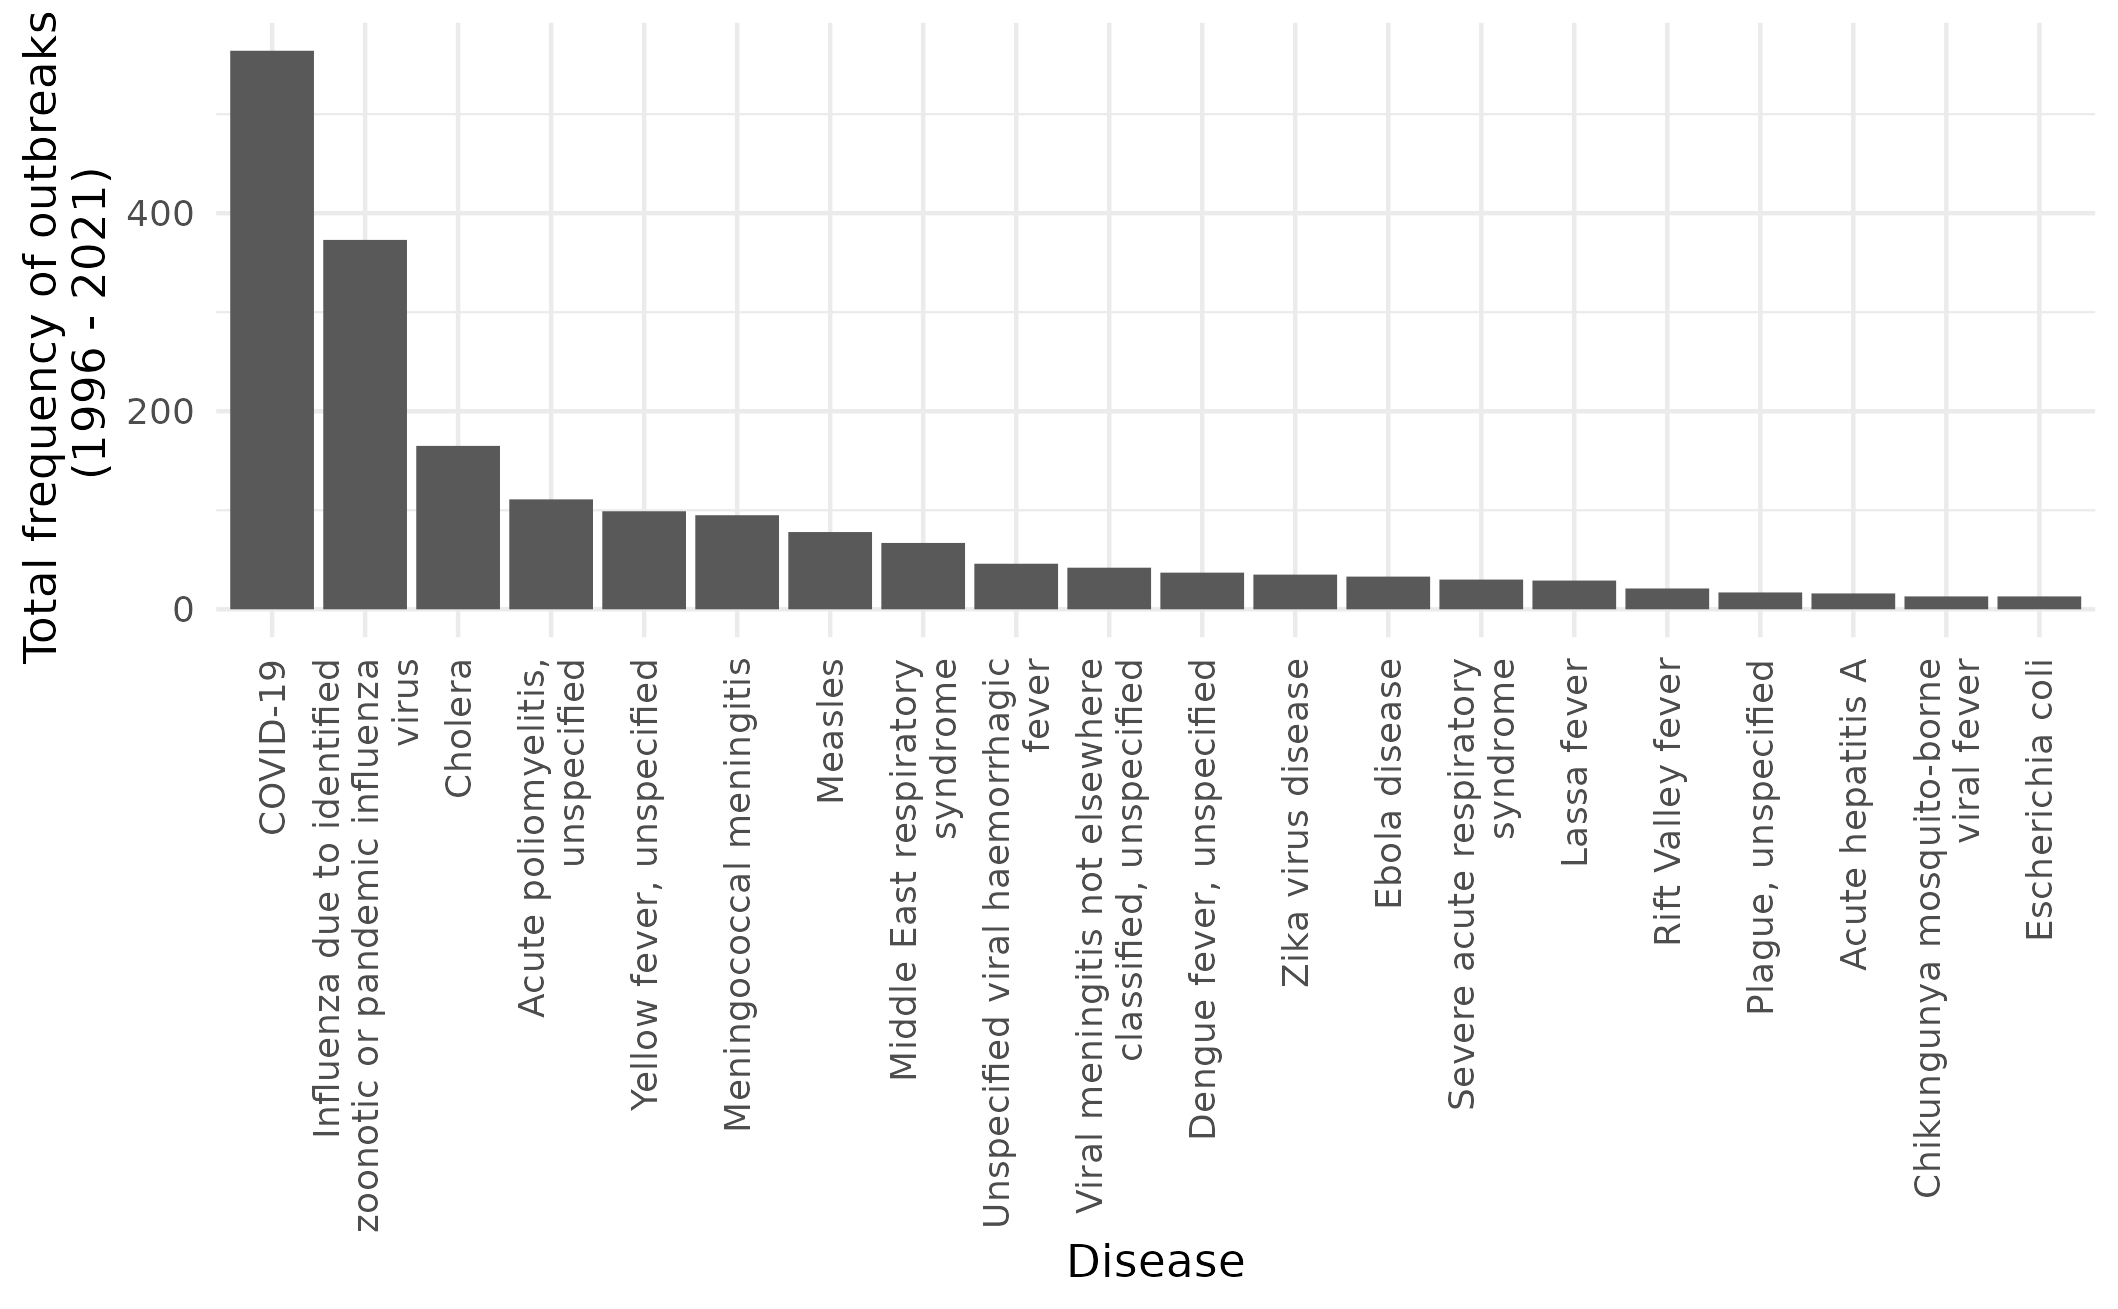 Total frequency of outbreaks
(1996 - 2021)
400
200
0
COVID-19
Influenza due to identified
zoonotic or pandemic influenza
virus
Cholera
Acute poliomyelitis,
unspecified
Yellow fever, unspecified
Meningococcal meningitis
Measles
Middle East respiratory
syndrome
Unspecified viral haemorrhagic
fever
Viral meningitis not elsewhere
classified, unspecified
Dengue fever, unspecified
Zika virus disease
Ebola disease
Severe acute respiratory
syndrome
Lassa fever
Rift Valley fever
Plague, unspecified
Acute hepatitis A
Chikungunya mosquito-borne
viral fever
Escherichia coli
Disease